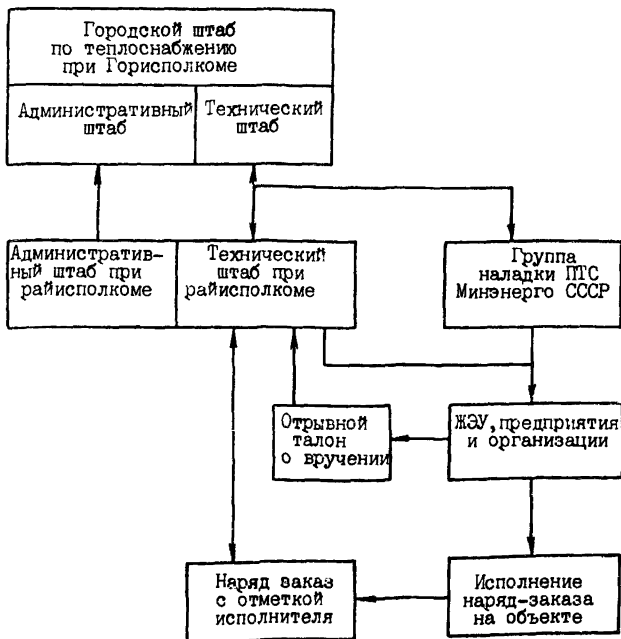 Городской штаб
по теплоснабжению
при Горисполкоме
Административный
штаб
Технический
штаб
Административ-
ный штаб при
райисполкоме
Технический
штаб при
райисполкоме
Группа
наладки ПТС
Минэнерго СССР
Отрывной
талон
о вручении
ЖЭУ, предприятия
и организации
Наряд заказ
с отметкой
исполнителя
Исполнение
наряд-заказа
на объекте